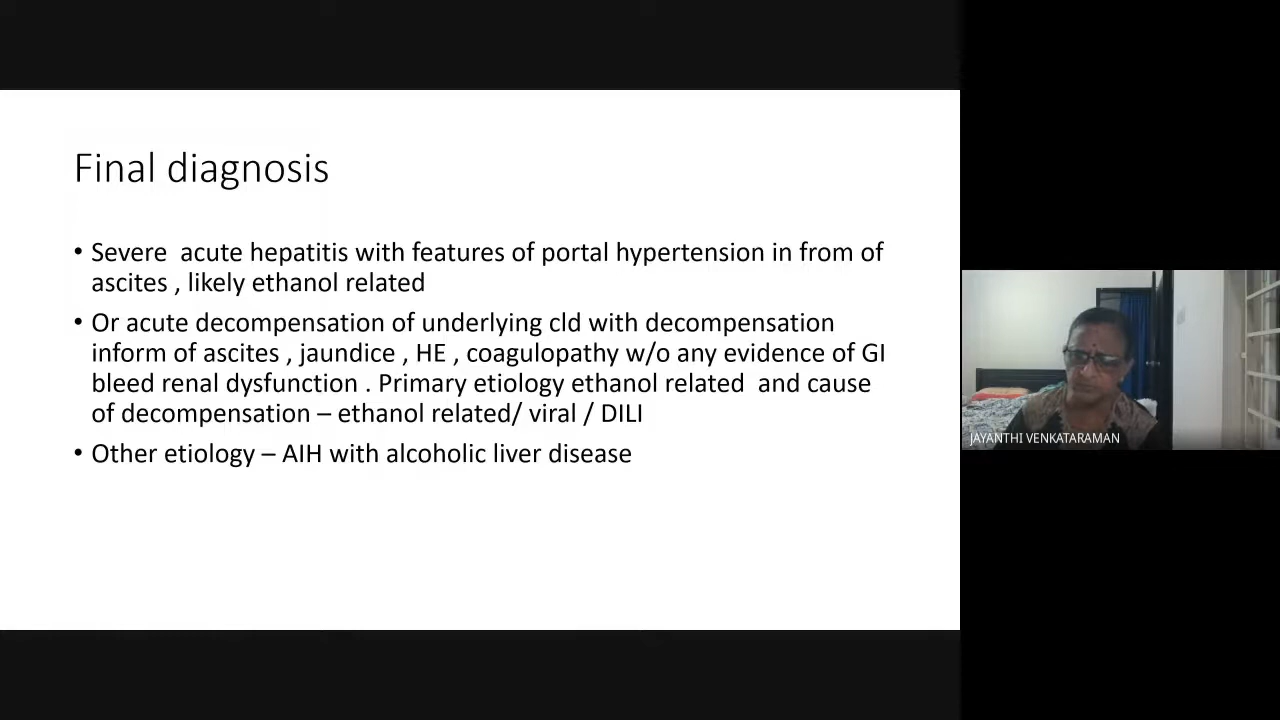 Final diagnosis
• Severe  acute hepatitis with features of portal hypertension in from of
ascites , likely ethanol related
• Or acute decompensation of underlying cld with decompensation
inform of ascites , jaundice , HE , coagulopathy w/o any evidence of GI
bleed renal dysfunction . Primary etiology ethanol related  and cause
of decompensation – ethanol related/ viral / DILI
• Other etiology – AIH with alcoholic liver disease
JAYANTHI VENKATARAMAN